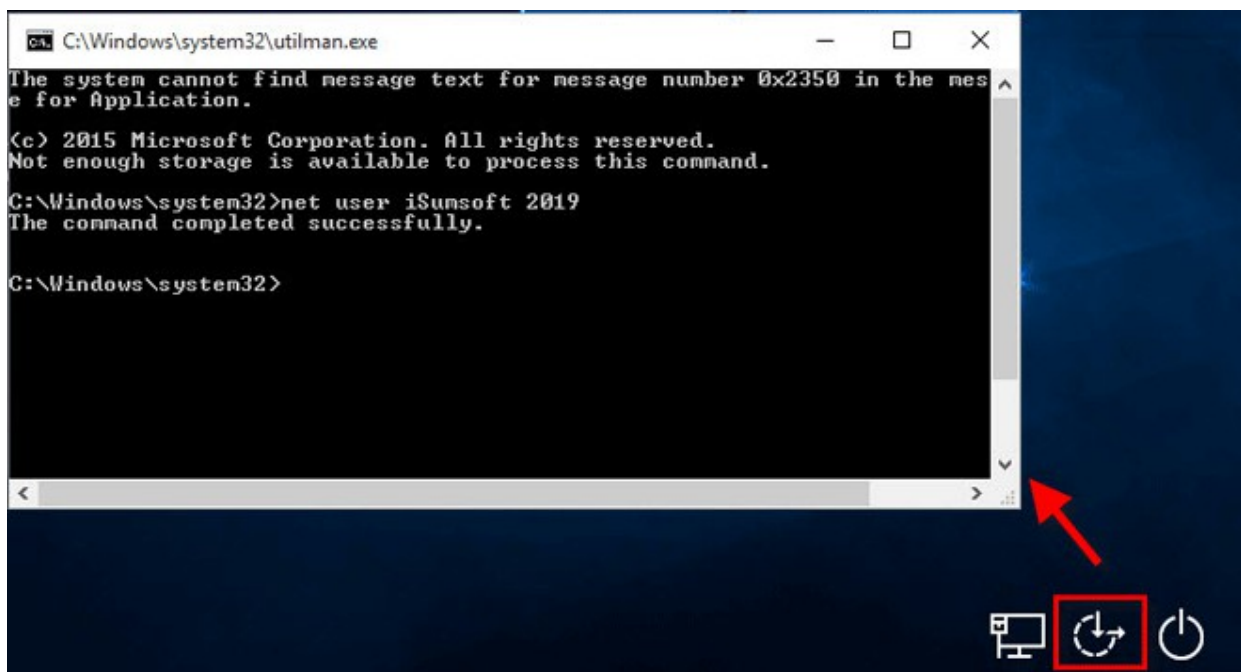 C:\Windows\system32\utilman.exe
The system cannot find message text for message number 0x2350 in the mes
e for Application.
(c) 2015 Microsoft Corporation. All rights reserved.
Not enough storage is available to process this command.
C:\Windows\system32>net user iSumsoft 2019
The command completed successfully.
C:\Windows\system32>